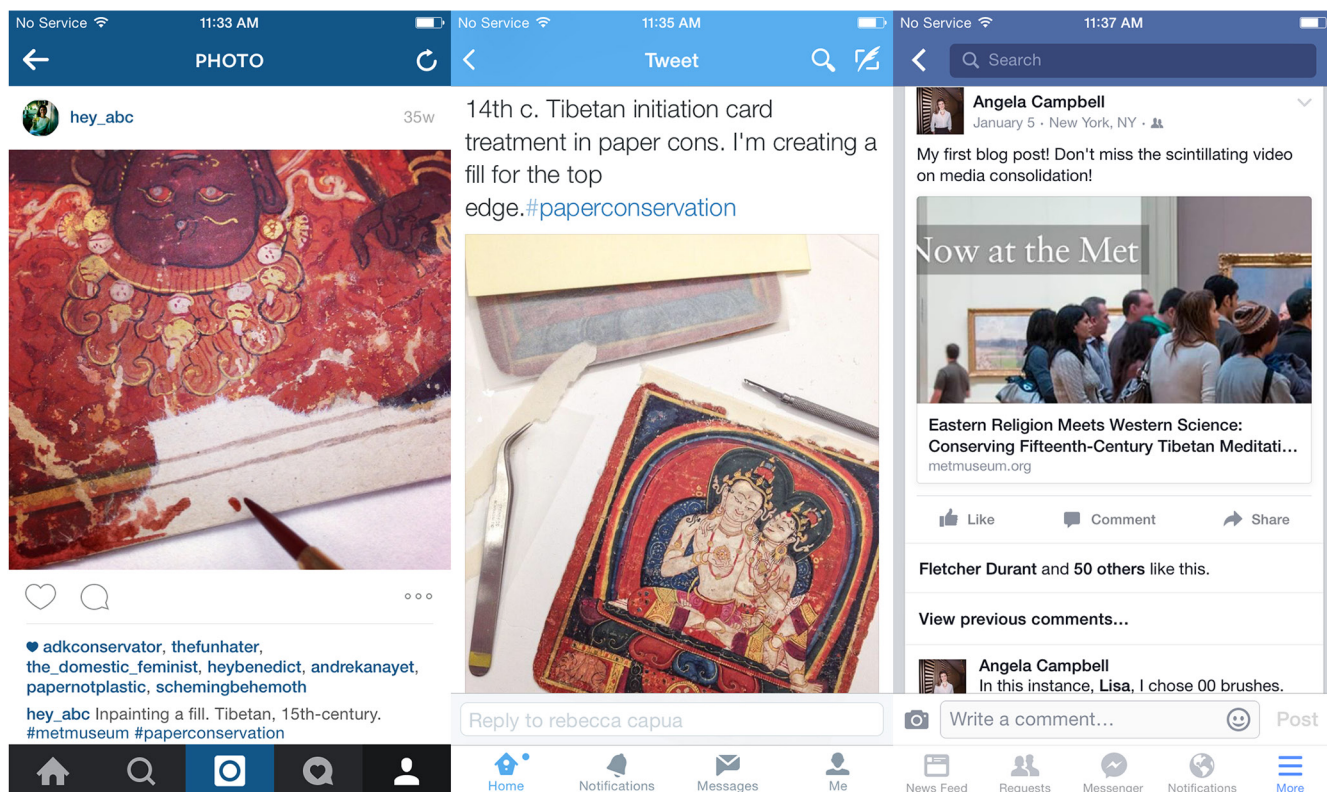 No Service 11:33 AM
PHOTO
hey_abc 35w
adkconservator, thefunhater,
the_domestic_feminist, heybenedict, andrekanayet,
papernotplastic, schemingbehemoth
hey_abc Inpainting a fill. Tibetan, 15th-century.
#metmuseum #paperconservation
No Service 11:35 AM
Tweet
14th c. Tibetan initiation card
treatment in paper cons. I'm creating a
fill for the top
edge.#paperconservation
Reply to rebecca capua
Home Notifications Messages Me
No Service 11:37 AM
Search
Angela Campbell
January 5 · New York, NY ·
My first blog post! Don't miss the scintillating video
on media consolidation!
Now at the Met
Eastern Religion Meets Western Science:
Conserving Fifteenth-Century Tibetan Meditati...
metmuseum.org
Like Comment Share
Fletcher Durant and 50 others like this.
View previous comments...
Angela Campbell
In this instance, Lisa, I chose 00 brushes.
Write a comment... Post
News Feed Requests Messenger Notifications More